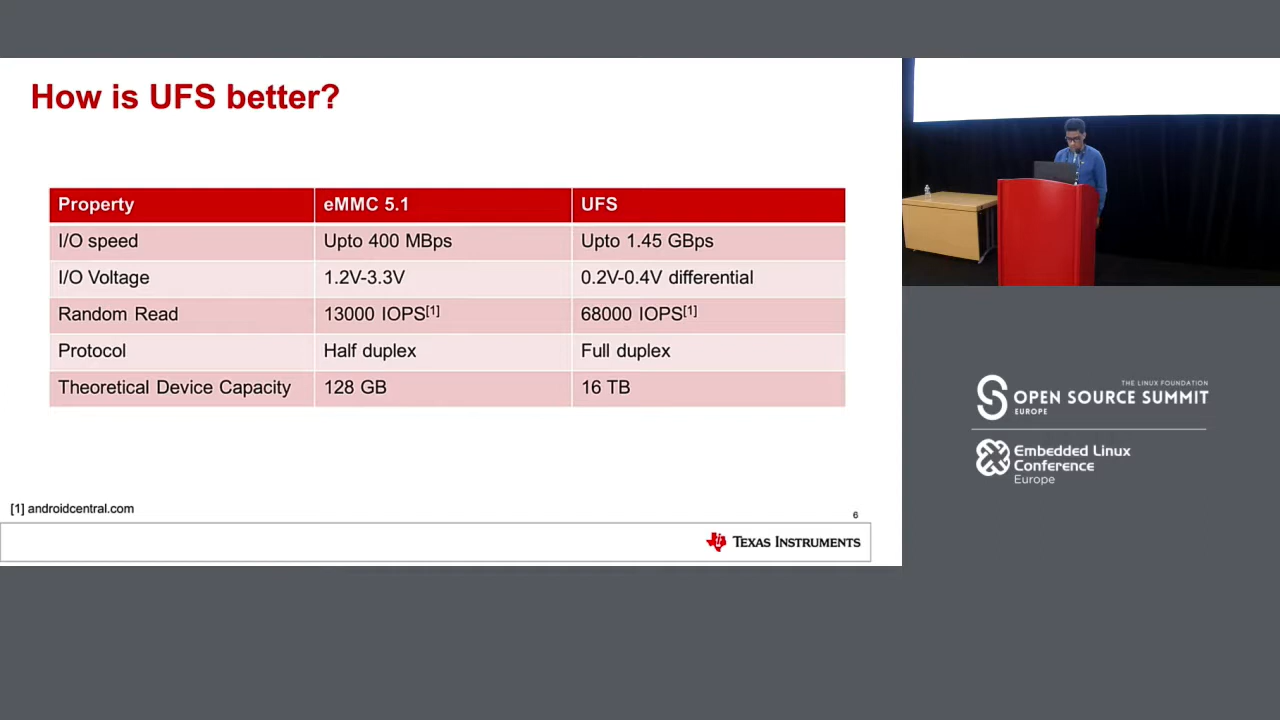 How is UFS better?
Property eMMC 5.1 UFS
I/O speed Upto 400 MBps Upto 1.45 GBps
I/O Voltage 1.2V-3.3V 0.2V-0.4V differential
Random Read 13000 IOPS[1] 68000 IOPS[1]
Protocol Half duplex Full duplex
Theoretical Device Capacity 128 GB 16 TB
[1] androidcentral.com
6
TEXAS INSTRUMENTS
THE LINUX FOUNDATION
OPEN SOURCE SUMMIT
EUROPE
Embedded Linux
Conference
Europe